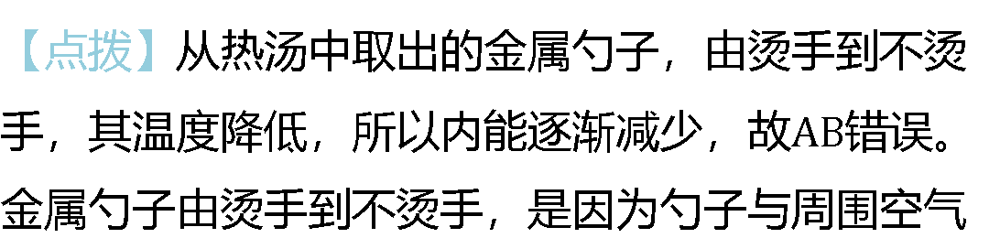 【点拨】从热汤中取出的金属勺子，由烫手到不烫
手，其温度降低，所以内能逐渐减少，故AB错误。
金属勺子由烫手到不烫手，是因为勺子与周围空气